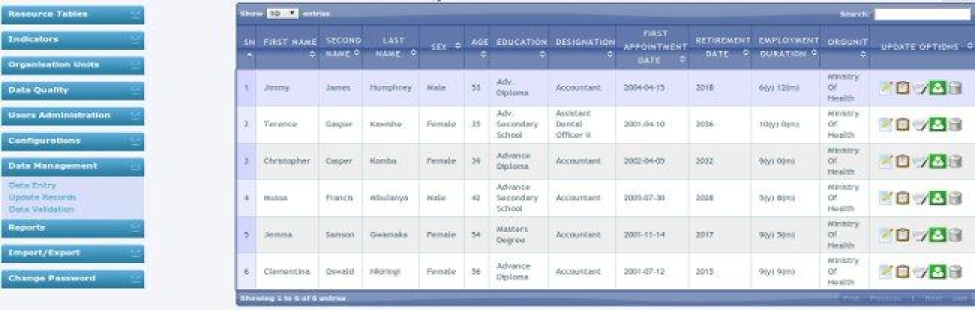 Resource Tables
Indicators
Organisation Units
Data Quality
Users Administration
Configurations
Data Management
Data Entry
Update Records
Data Validation
Reports
Import/Export
Change Password
Show 50 entries Search:
SN FIRST NAME SECOND NAME LAST NAME SEX AGE EDUCATION DESIGNATION FIRST APPOINTMENT DATE RETIREMENT DATE EMPLOYMENT DURATION ORGUNIT UPDATE OPTIONS
1 Jimmy James Humphrey Male 53 Adv. Diploma Accountant 2004-04-15 2018 6(y) 12(m) Ministry Of Health
2 Terence Gasper Kavishe Female 35 Adv. Secondary School Assistant Dental Officer II 2001-04-10 2036 10(y) 0(m) Ministry Of Health
3 Christopher Casper Komba Female 39 Advance Diploma Accountant 2002-04-05 2032 9(y) 0(m) Ministry Of Health
4 Mussa Francis Male 42 Advance Secondary School Accountant 2005-07-30 2028 5(y) 8(m) Ministry Of Health
5 Jemma Samson Gwamaka Female 54 Masters Degree Accountant 2001-11-14 2017 9(y) 5(m) Ministry Of Health
6 Clementina Oswald Female 56 Advance Diploma Accountant 2001-07-12 2015 9(y) 9(m) Ministry Of Health
Showing 1 to 6 of 6 entries First Previous 1 Next Last